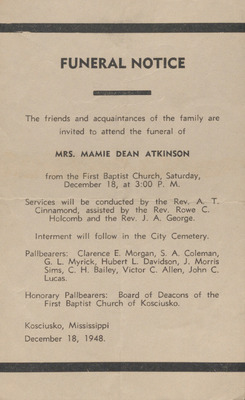 FUNERAL NOTICE
The friends and acquaintances of the family are
invited to attend the funeral of
MRS. MAMIE DEAN ATKINSON
from the First Baptist Church, Saturday,
December 18, at 3:00 P. M.
Services will be conducted by the Rev. A. T.
Cinnamond, assisted by the Rev. Rowe C.
Holcomb and the Rev. J. A. George.
Interment will follow in the City Cemetery.
Pallbearers: Clarence E. Morgan, S. A. Coleman,
G. L. Myrick, Hubert L. Davidson, J. Morris
Sims, C. H. Bailey, Victor C. Allen, John C.
Lucas.
Honorary Pallbearers: Board of Deacons of the
First Baptist Church of Kosciusko.
Kosciusko, Mississippi
December 18, 1948.